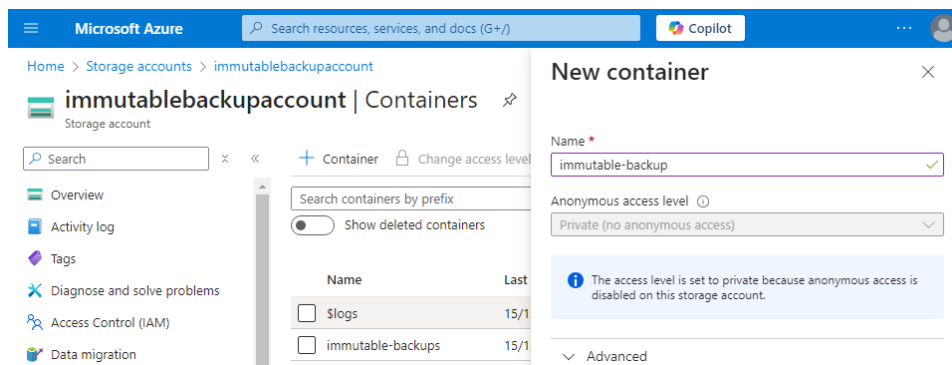 Microsoft Azure
Search resources, services, and docs (G+/)
Copilot
...
Home > Storage accounts > immutablebackupaccount
immutablebackupaccount | Containers
Storage account
Search
Overview
Activity log
Tags
Diagnose and solve problems
Access Control (IAM)
Data migration
+ Container
Change access level
Search containers by prefix
Show deleted containers
Name Last
$logs 15/1
immutable-backups 15/1
New container
Name *
immutable-backup
Anonymous access level
Private (no anonymous access)
The access level is set to private because anonymous access is
disabled on this storage account.
Advanced